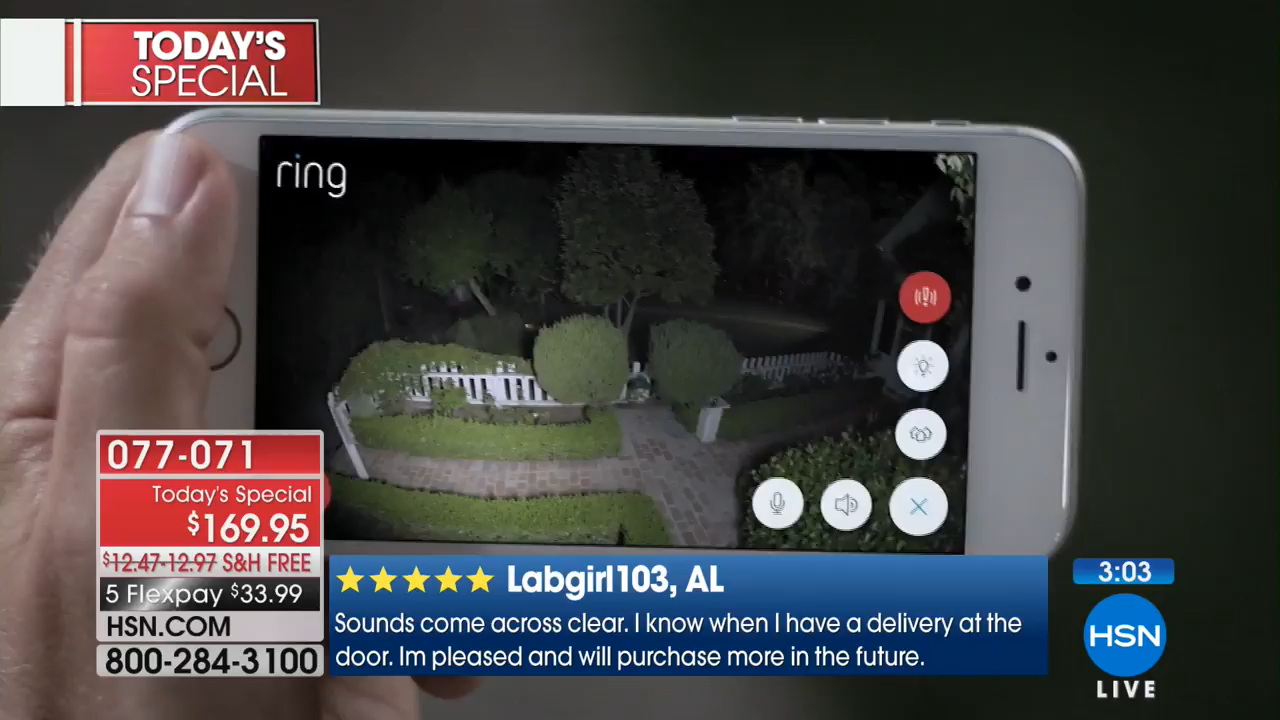 TODAY'S
SPECIAL
ring
077-071
Today's Special
$169.95
$12.47-12.97 S&H FREE
5 Flexpay $33.99
HSN.COM
800-284-3100
Labgirl103, AL
Sounds come across clear. I know when I have a delivery at the
door. Im pleased and will purchase more in the future.
3:03
HSN
LIVE